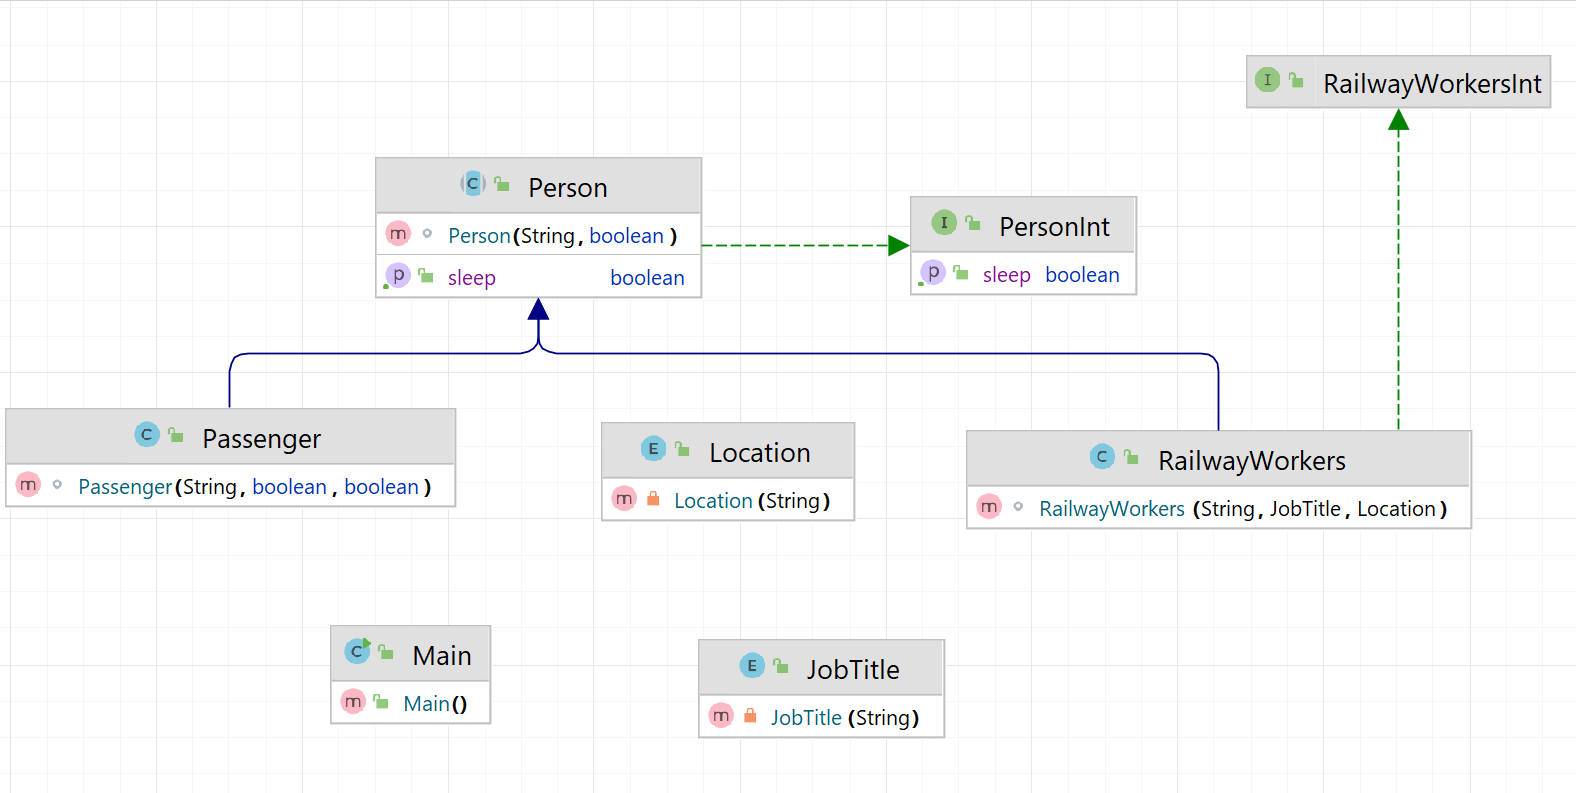 I RailwayWorkersInt
C Person
m Person(String, boolean )
p sleep boolean
I PersonInt
p sleep boolean
C Passenger
m Passenger(String, boolean , boolean )
E Location
m Location (String)
C RailwayWorkers
m RailwayWorkers (String, JobTitle , Location )
C Main
m Main()
E JobTitle
m JobTitle (String)